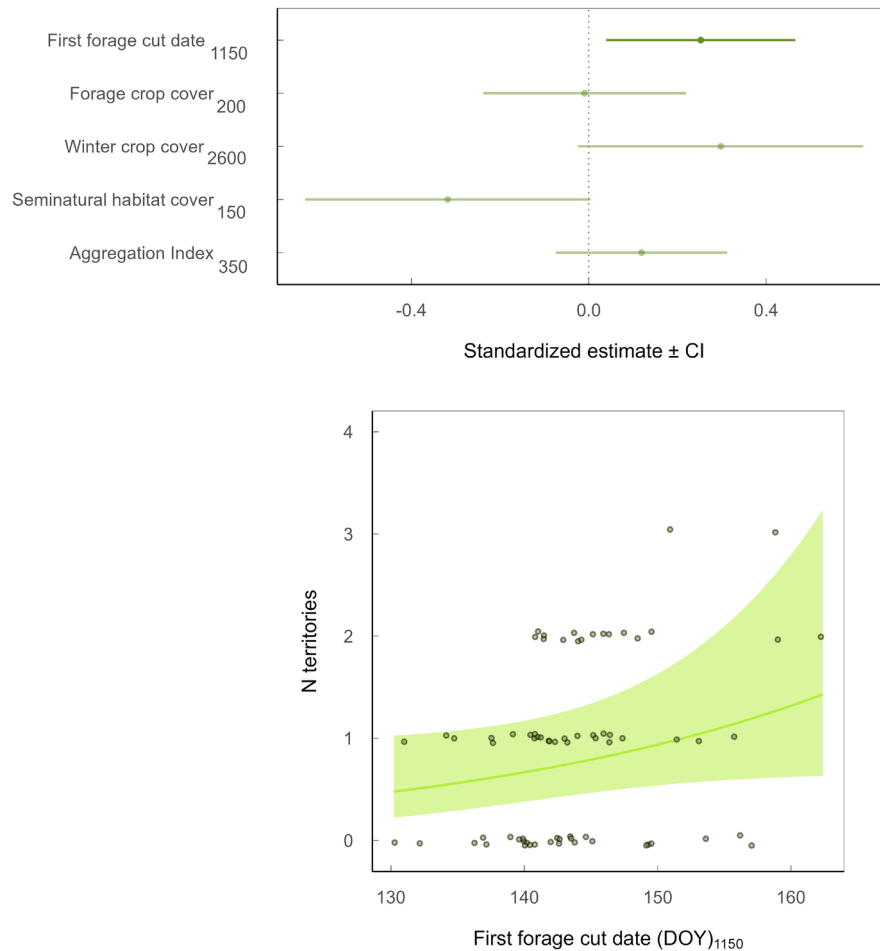 First forage cut date 1150
Forage crop cover 200
Winter crop cover 2600
Seminatural habitat cover 150
Aggregation Index 350
-0.4 0.0 0.4
Standardized estimate ± CI
4
3
2
1
0
N territories
130 140 150 160
First forage cut date (DOY)1150